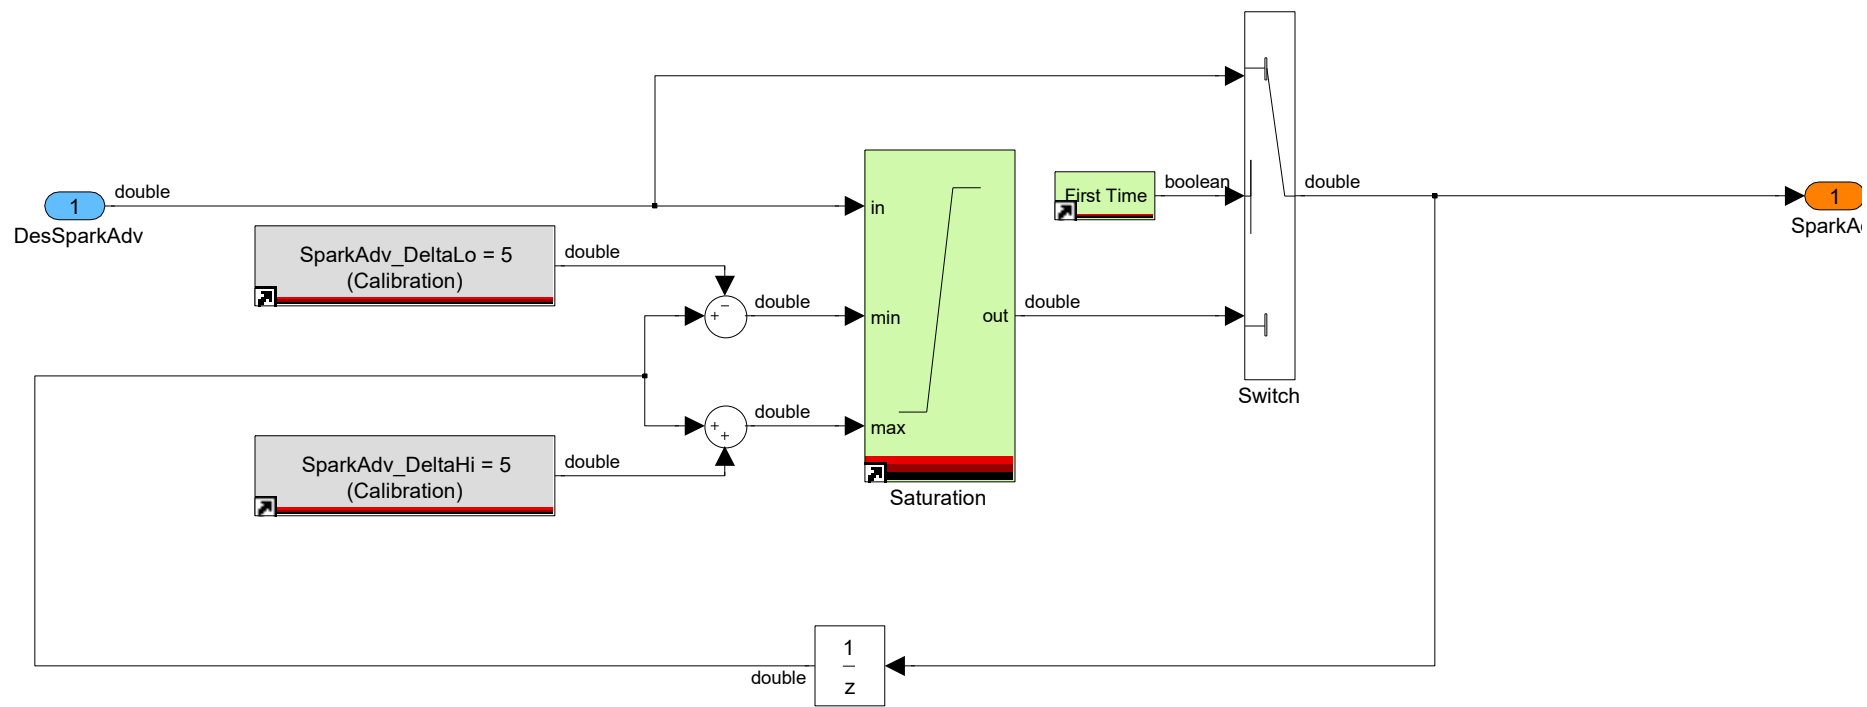 double
1
DesSparkAdv
SparkAdv_DeltaLo = 5
(Calibration)
double
-
+
double
SparkAdv_DeltaHi = 5
(Calibration)
double
+
+
double
in
min
max
out
Saturation
double
First Time
boolean
Switch
double
1
SparkA
1
z
double